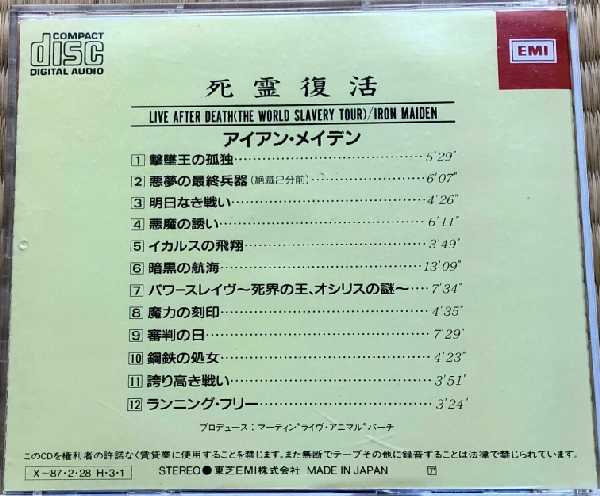 COMPACT
disc
DIGITAL AUDIO
EMI
死霊復活
LIVE AFTER DEATH(THE WORLD SLAVERY TOUR)/IRON MAIDEN
アイアン・メイデン
1 撃墜王の孤独 5'29"
2 悪夢の最終兵器(絶滅2分前) 6'07"
3 明日なき戦い 4'26"
4 悪魔の誘い 6'11"
5 イカルスの飛翔 3'49"
6 暗黒の航海 13'09"
7 パワースレイヴ〜死界の王、オシリスの謎〜 7'34"
8 魔力の刻印 4'35"
9 審判の日 7'29"
10 鋼鉄の処女 4'23"
11 誇り高き戦い 3'51'
12 ランニング・フリー 3'24'
プロデュース:マーティン"ライヴ・アニマル"バーチ
このCDを権利者の許諾なく賃貸業に使用することを禁じます。また無断でテープその他に録音することは法律で禁じられています。
X-87・2・28 H・3・1 STEREO●東芝EMI株式会社 MADE IN JAPAN